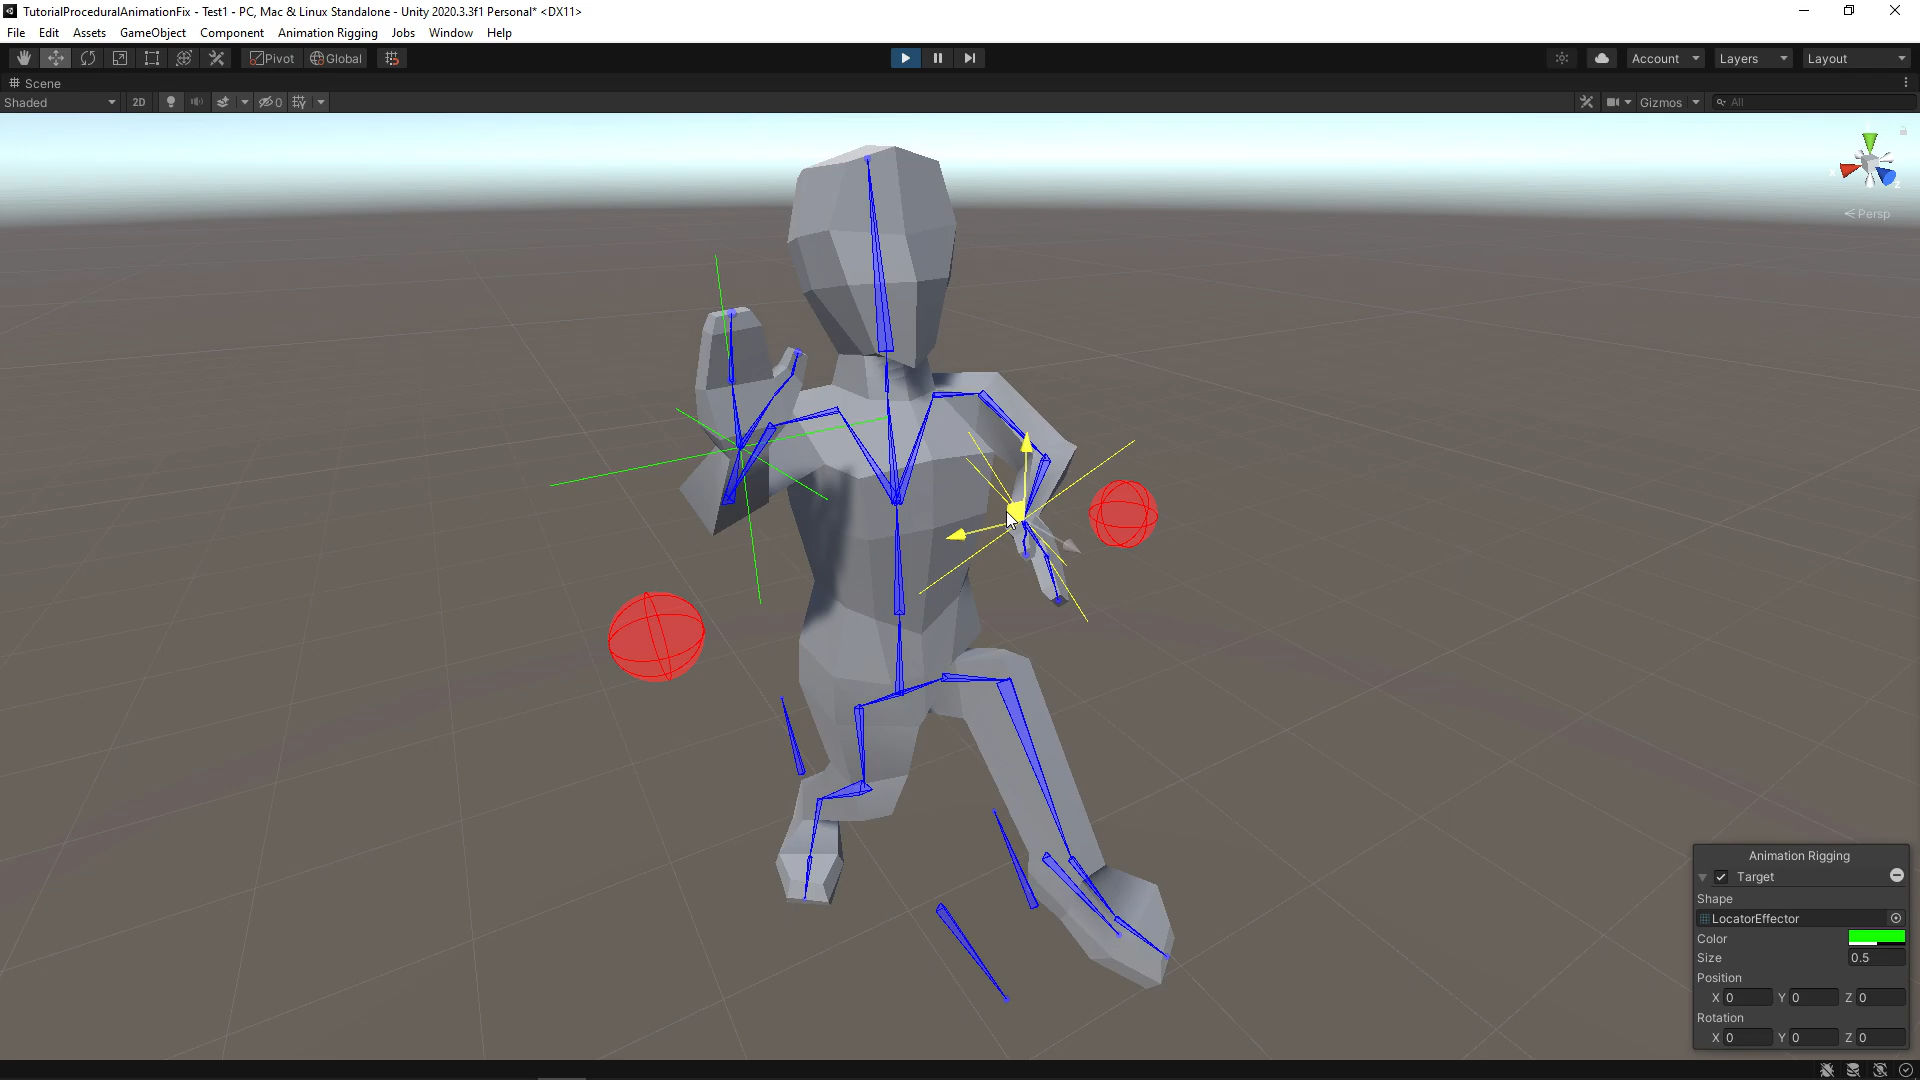 TutorialProceduralAnimationFix - Test1 - PC, Mac & Linux Standalone - Unity 2020.3.3f1 Personal* <DX11>
File Edit Assets GameObject Component Animation Rigging Jobs Window Help
Pivot Global Account Layers Layout
Scene
Shaded 2D 0 Gizmos All
Y
X Z
Persp
Animation Rigging
Target
Shape
LocatorEffector
Color
Size 0.5
Position
X 0 Y 0 Z 0
Rotation
X 0 Y 0 Z 0